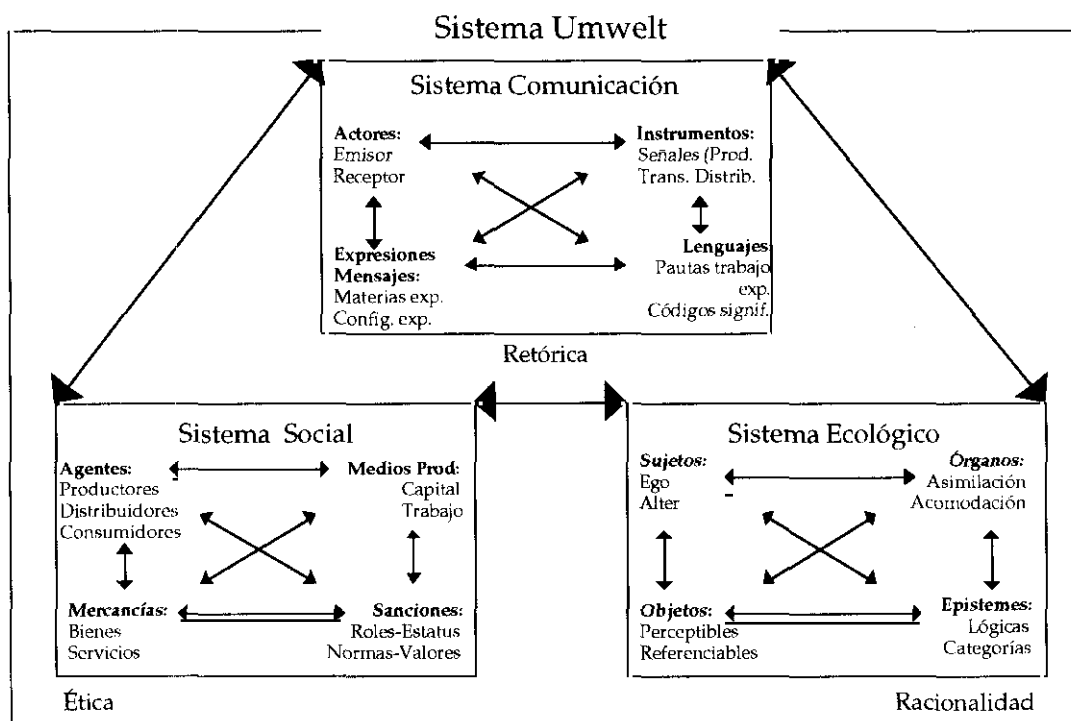 Sistema Umwelt
Sistema Comunicación
Actores:
Emisor
Receptor
Instrumentos:
Señales (Prod.
Trans. Distrib.
Expresiones
Mensajes:
Materias exp.
Config. exp.
Lenguajes
Pautas trabajo
exp.
Códigos signif.
Retórica
Sistema Social
Agentes:
Productores
Distribuidores
Consumidores
Medios Prod:
Capital
Trabajo
Mercancías:
Bienes
Servicios
Sanciones:
Roles-Estatus
Normas-Valores
Ética
Sistema Ecológico
Sujetos:
Ego
Alter
Órganos:
Asimilación
Acomodación
Objetos:
Perceptibles
Referenciables
Epistemes:
Lógicas
Categorías
Racionalidad